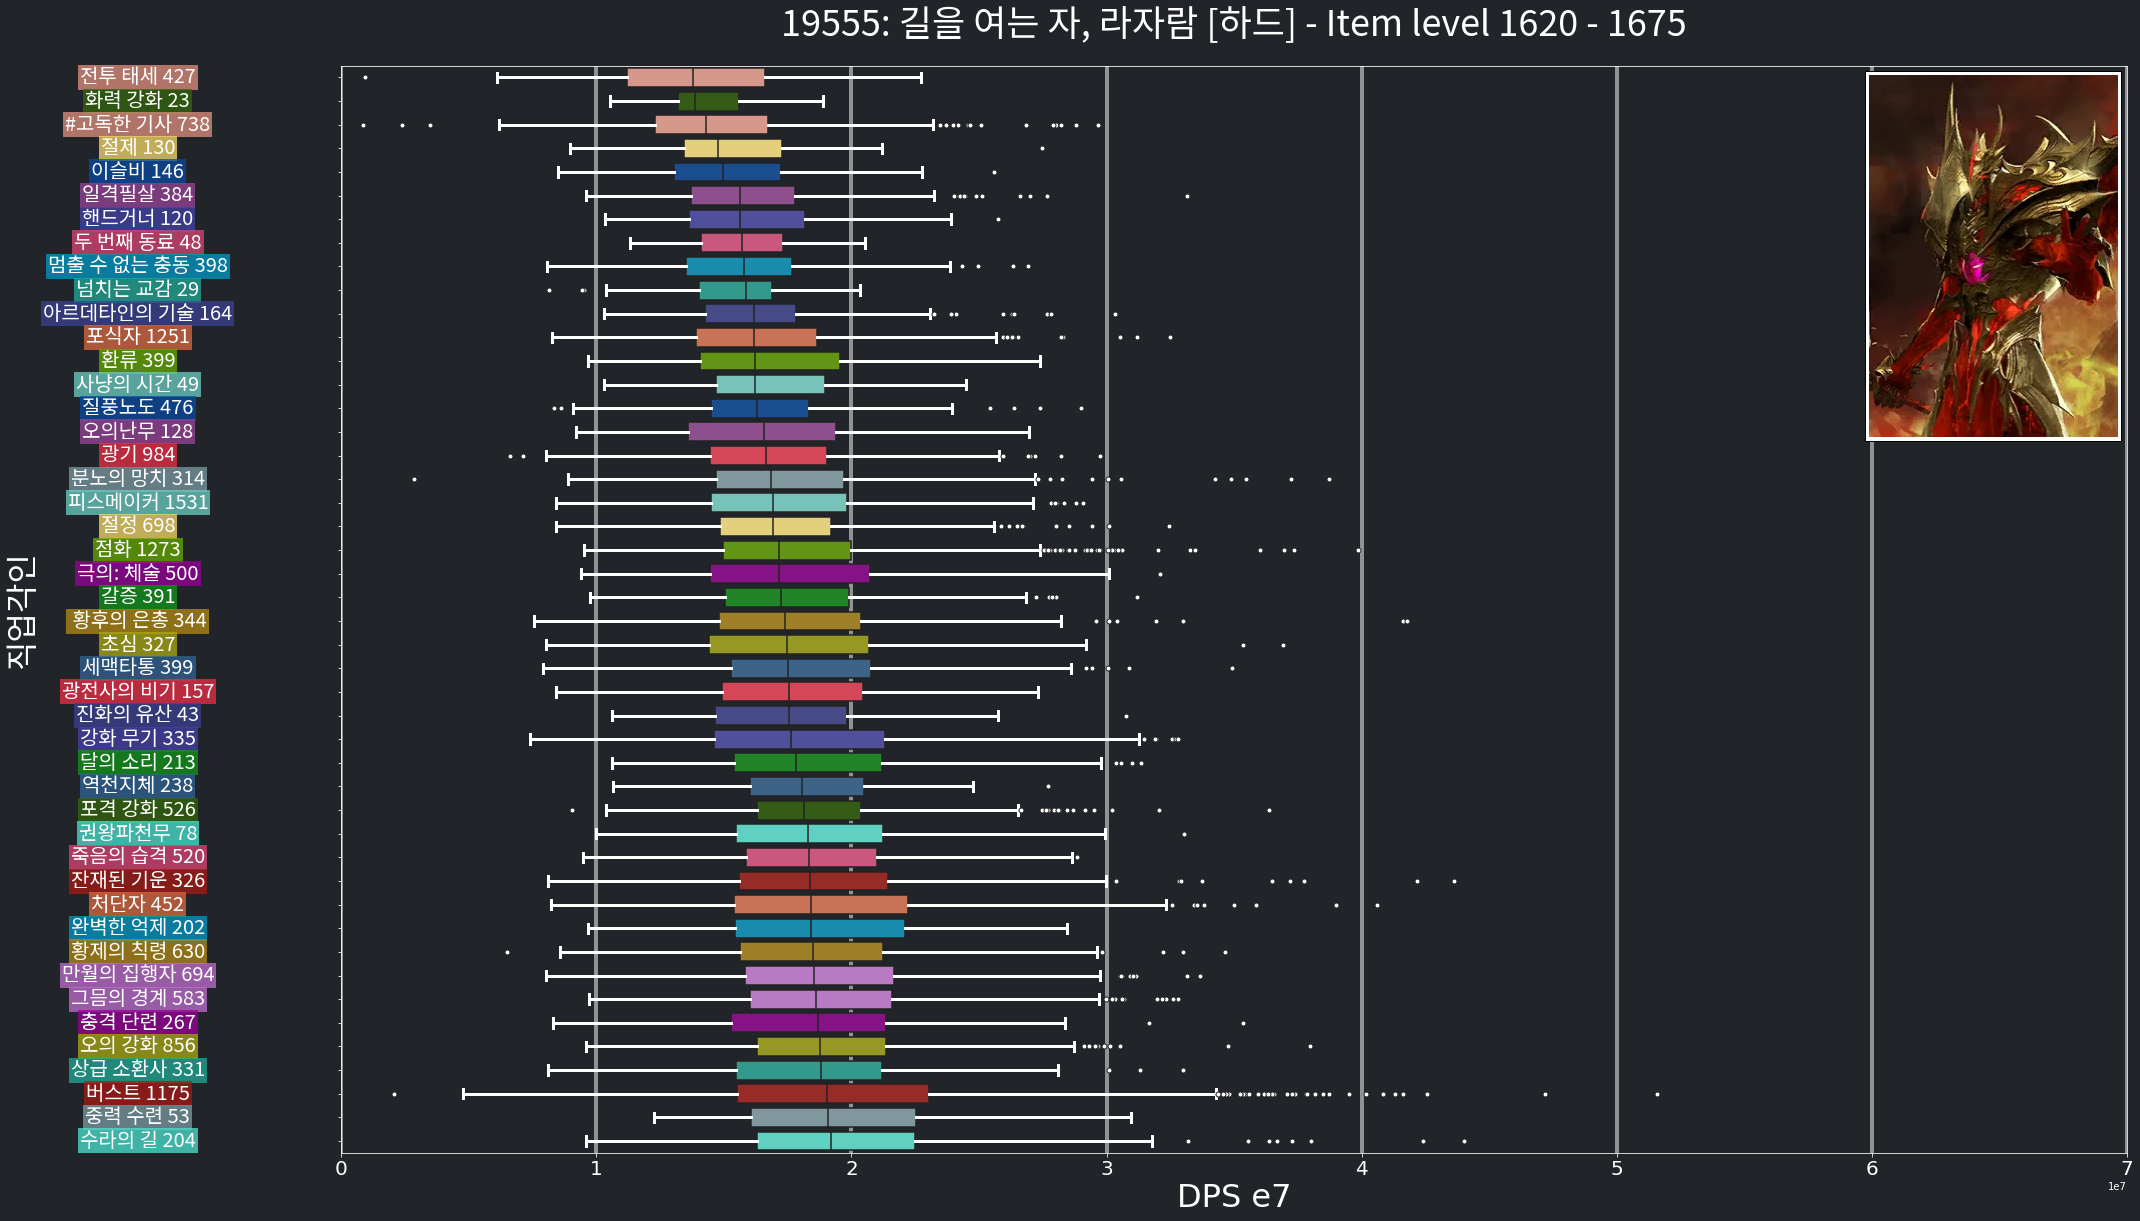 19555: 길을 여는 자, 라자람 [하드] - Item level 1620 - 1675
전투 태세 427
화력 강화 23
#고독한 기사 738
절제 130
이슬비 146
일격필살 384
핸드거너 120
두 번째 동료 48
멈출 수 없는 충동 398
넘치는 교감 29
아르데타인의 기술 164
포식자 1251
환류 399
사냥의 시간 49
질풍노도 476
오의난무 128
광기 984
분노의 망치 314
피스메이커 1531
절정 698
점화 1273
극의: 체술 500
갈증 391
황후의 은총 344
초심 327
세맥타통 399
광전사의 비기 157
진화의 유산 43
강화 무기 335
달의 소리 213
역천지체 238
포격 강화 526
권왕파천무 78
죽음의 습격 520
잔재된 기운 326
처단자 452
완벽한 억제 202
황제의 칙령 630
만월의 집행자 694
그믐의 경계 583
충격 단련 267
오의 강화 856
상급 소환사 331
버스트 1175
중력 수련 53
수라의 길 204
직업각인
0 1 2 3 4 5 6 7
DPS e7
1e7